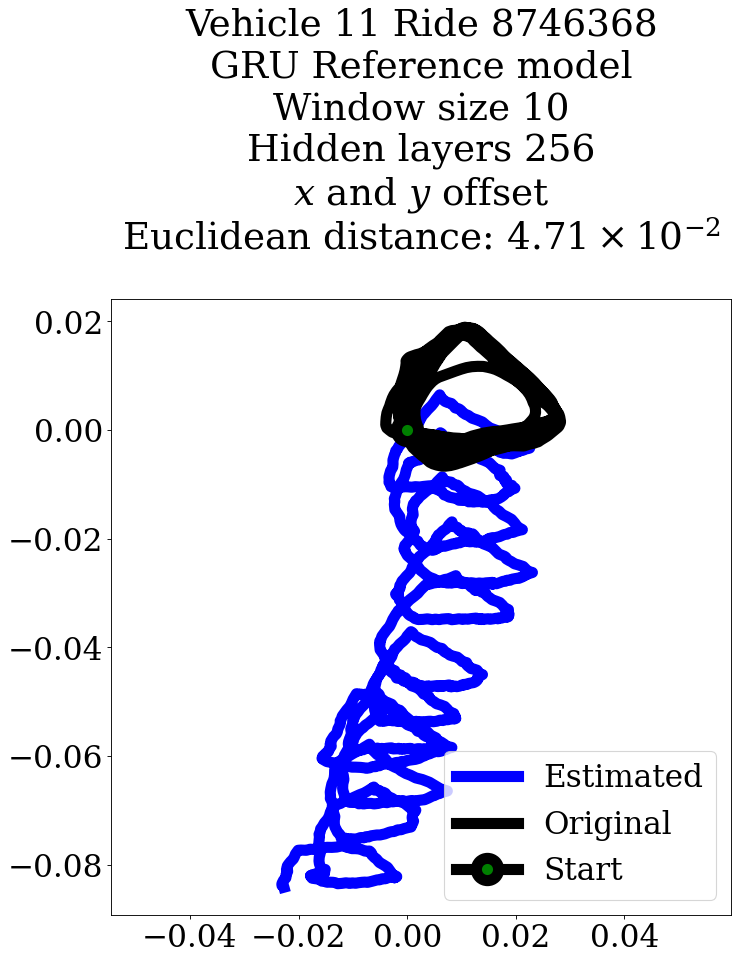 Vehicle 11 Ride 8746368
GRU Reference model
Window size 10
Hidden layers 256
x and y offset
Euclidean distance: 4.71 × 10⁻²
0.02
0.00
−0.02
−0.04
−0.06
−0.08
Estimated
Original
Start
−0.04 −0.02 0.00 0.02 0.04